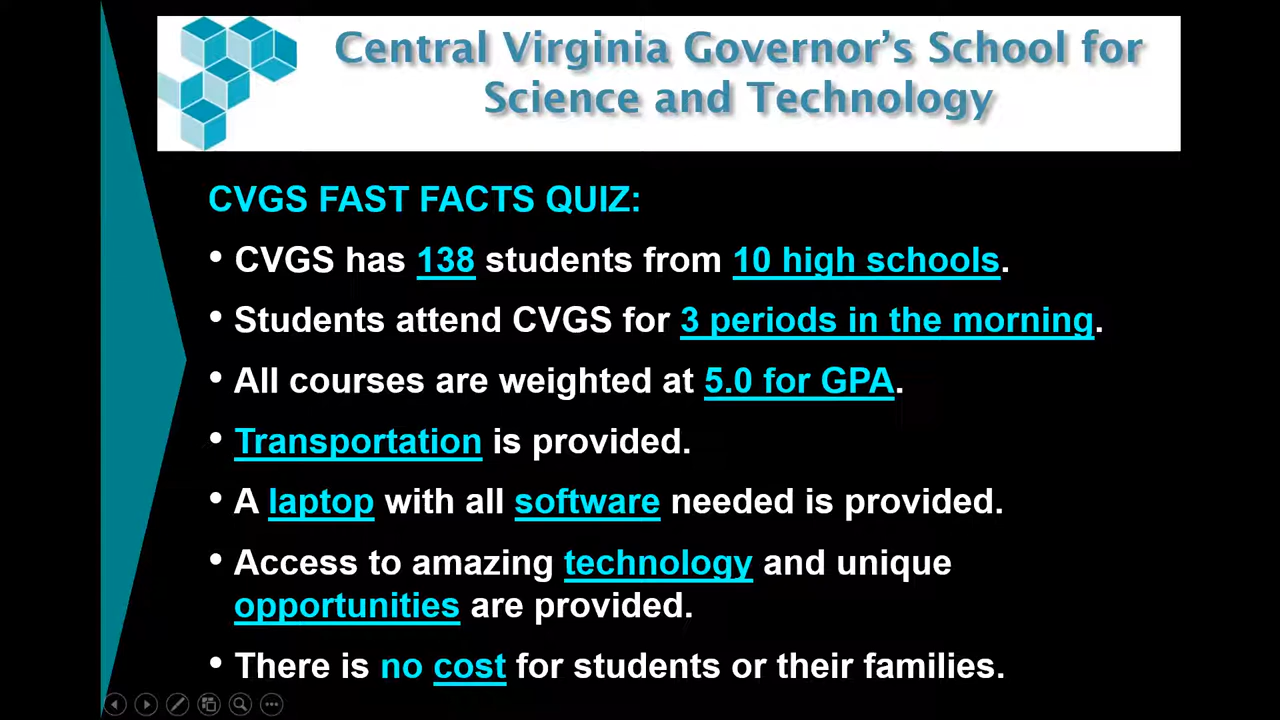 Central Virginia Governor's School for
Science and Technology
CVGS FAST FACTS QUIZ:
• CVGS has 138 students from 10 high schools.
• Students attend CVGS for 3 periods in the morning.
• All courses are weighted at 5.0 for GPA.
• Transportation is provided.
• A laptop with all software needed is provided.
• Access to amazing technology and unique
opportunities are provided.
• There is no cost for students or their families.